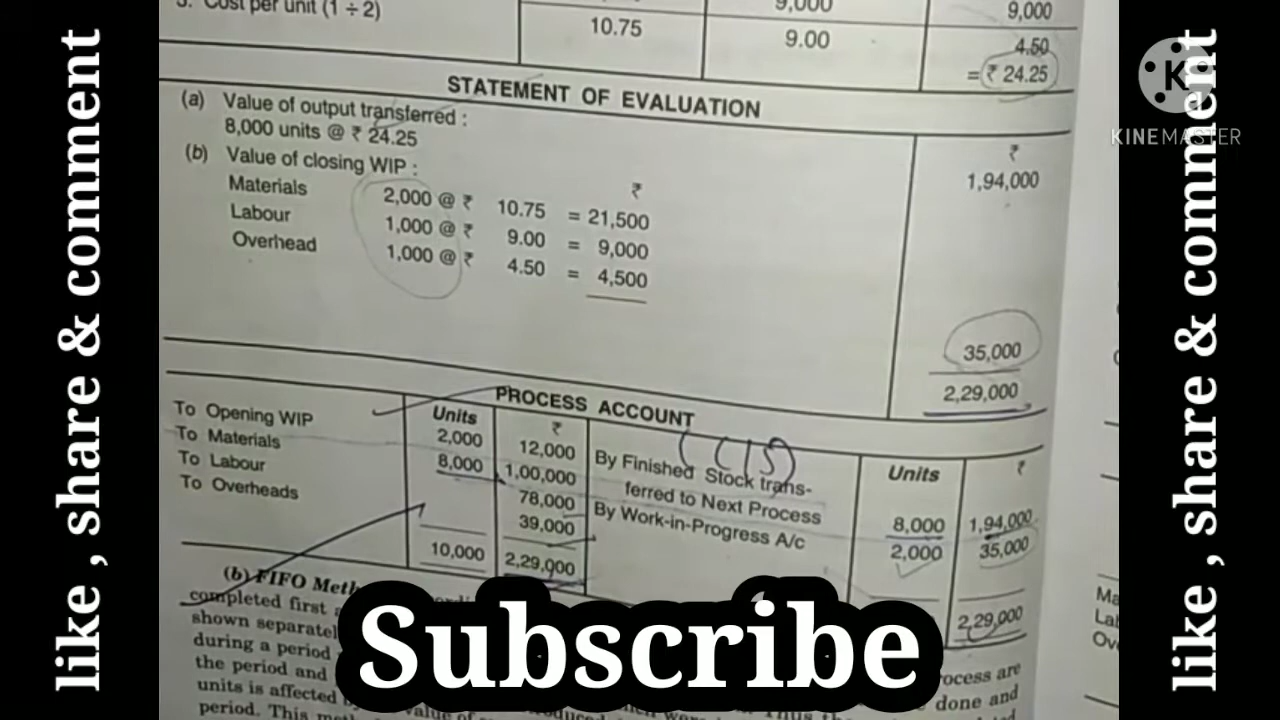 like , share & comment
3. Cost per unit (1 ÷ 2) 10.75 9,000 9.00 9,000 4.50
= ₹ 24.25
KINEMASTER
STATEMENT OF EVALUATION
(a) Value of output transferred : ₹
8,000 units @ ₹ 24.25 1,94,000
(b) Value of closing WIP : ₹
Materials 2,000 @ ₹ 10.75 = 21,500
Labour 1,000 @ ₹ 9.00 = 9,000
Overhead 1,000 @ ₹ 4.50 = 4,500
35,000
2,29,000
PROCESS ACCOUNT
Units ₹ Units ₹
To Opening WIP 2,000 12,000 By Finished Stock trans-
To Materials 8,000 1,00,000 ferred to Next Process 8,000 1,94,000
To Labour 78,000 By Work-in-Progress A/c 2,000 35,000
To Overheads 39,000
10,000 2,29,000 2,29,000
(b) FIFO
completed first
shown separatel
during a period
the period and
units is affected
period. This
ocess are
done and
Ma
Lab
Ov
Subscribe
like , share & comment